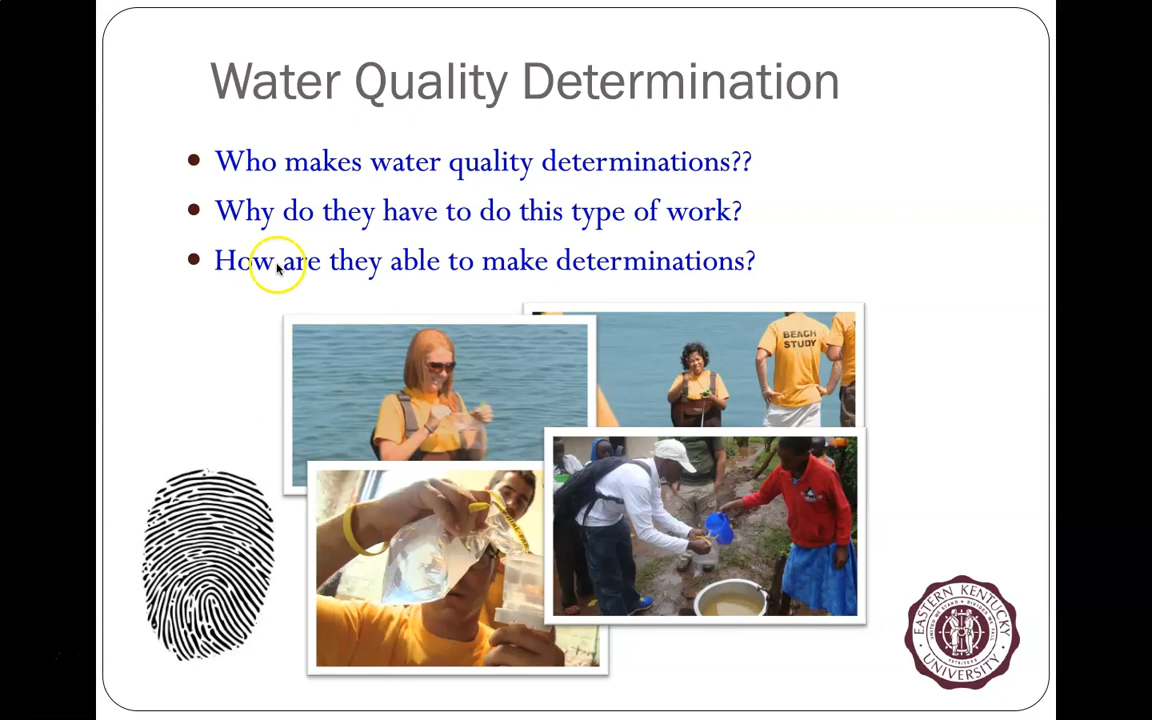 Water Quality Determination
Who makes water quality determinations??
Why do they have to do this type of work?
How are they able to make determinations?
BEACH
STUDY
EASTERN KENTUCKY
UNIVERSITY